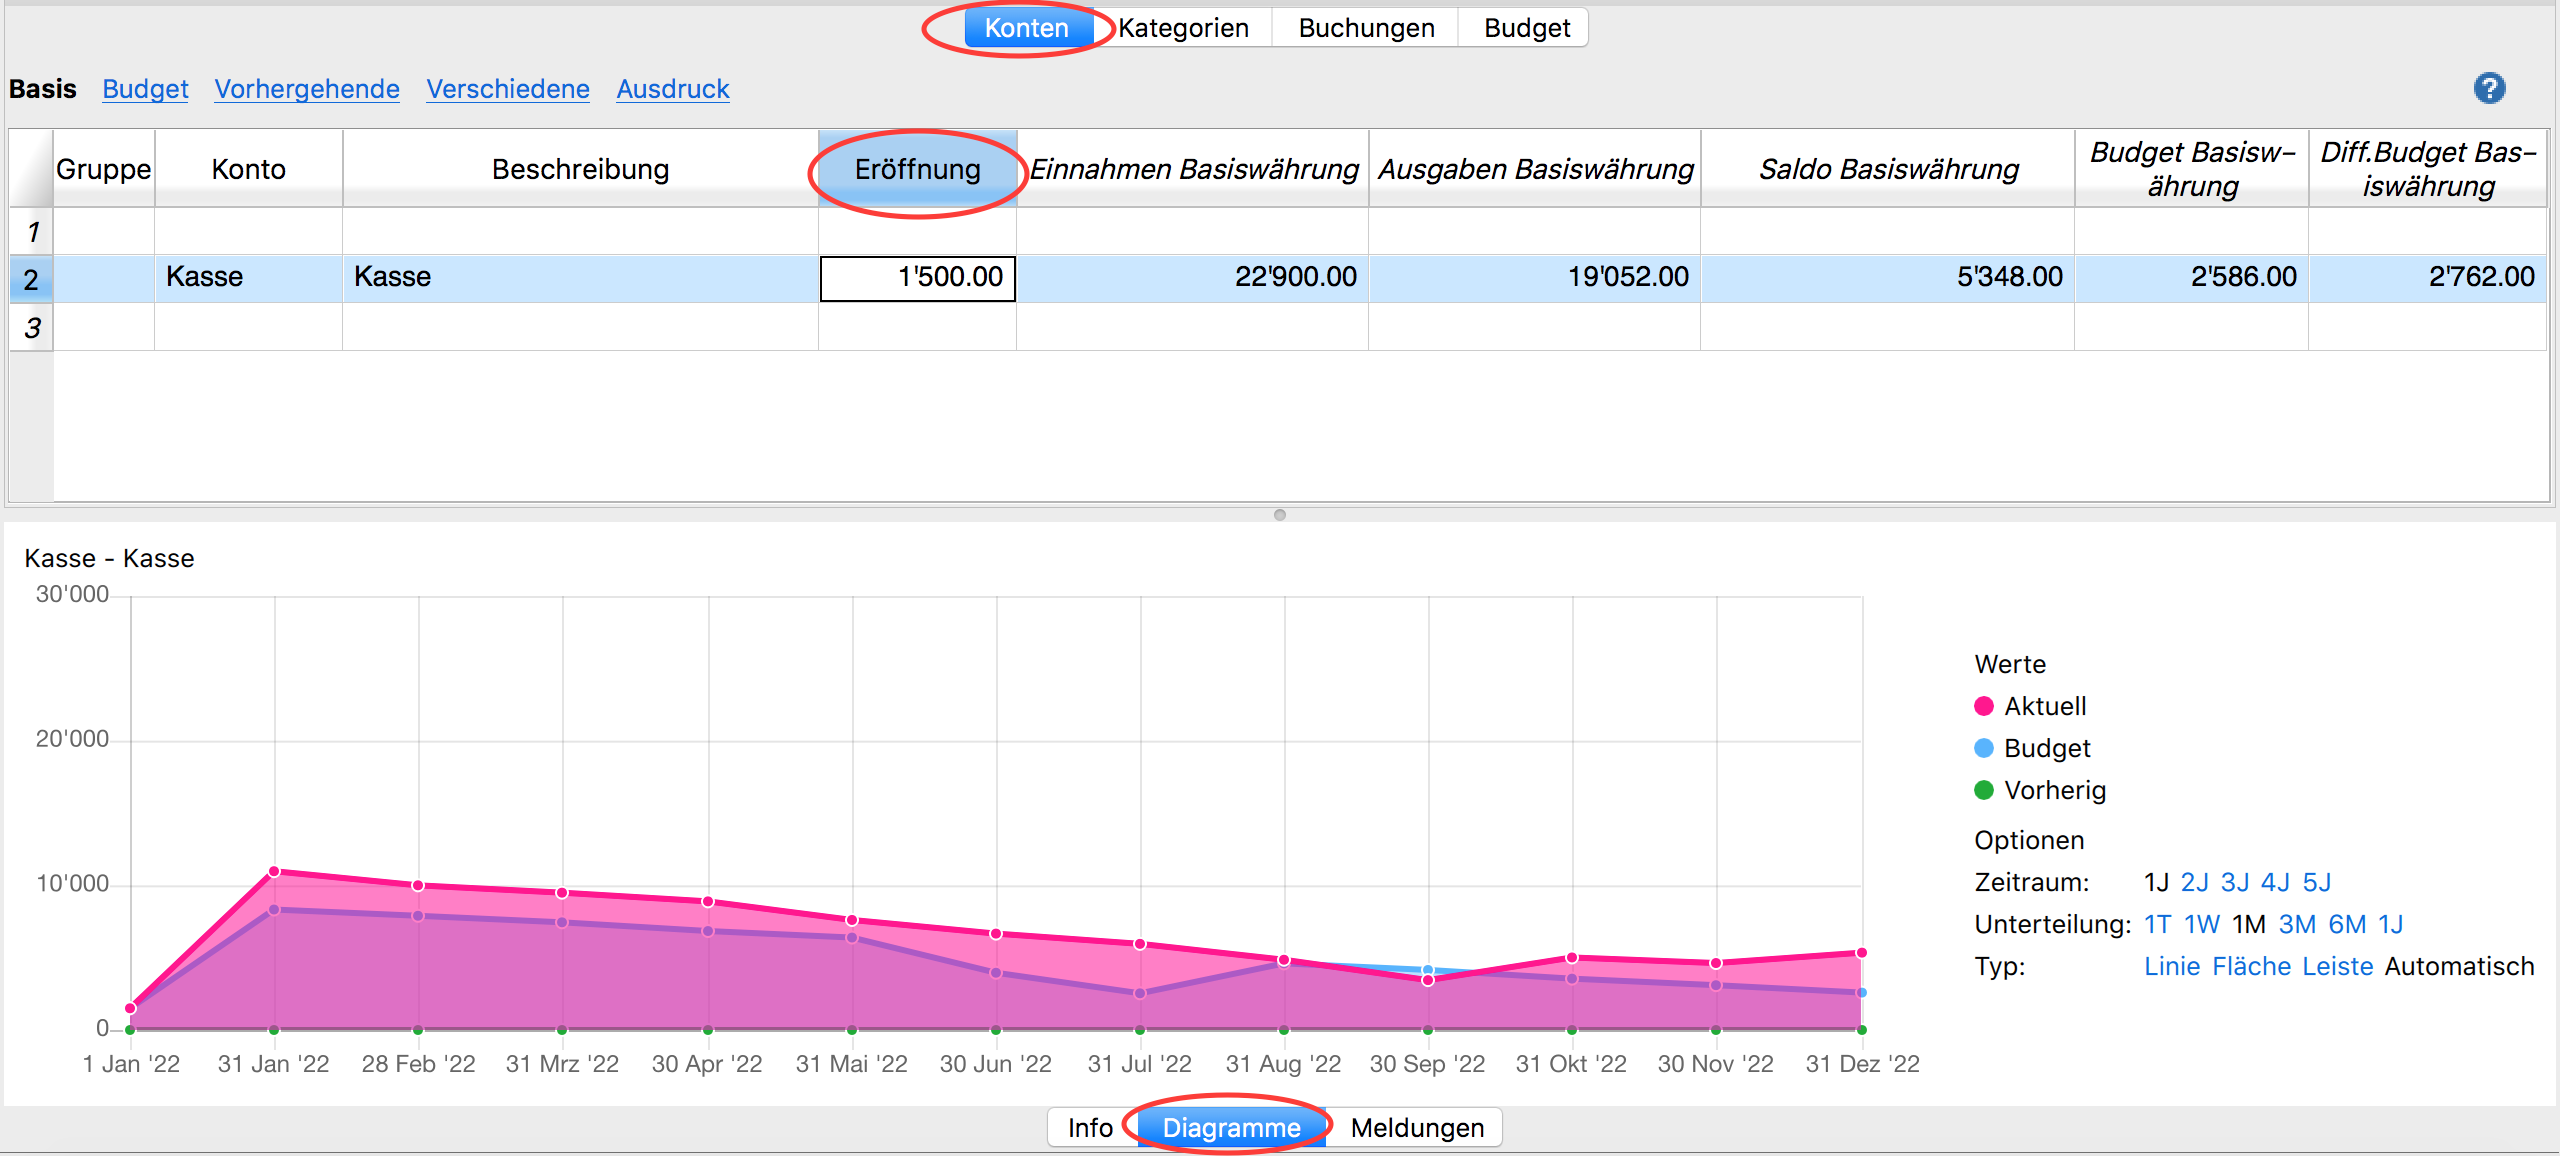 Konten Kategorien Buchungen Budget
Basis Budget Vorhergehende Verschiedene Ausdruck ?
Gruppe Konto Beschreibung Eröffnung Einnahmen Basiswährung Ausgaben Basiswährung Saldo Basiswährung Budget Basisw- Diff.Budget Bas-
ährung iswährung
1
2 Kasse Kasse 1'500.00 22'900.00 19'052.00 5'348.00 2'586.00 2'762.00
3
Kasse - Kasse
30'000
20'000
10'000
0
1 Jan '22 31 Jan '22 28 Feb '22 31 Mrz '22 30 Apr '22 31 Mai '22 30 Jun '22 31 Jul '22 31 Aug '22 30 Sep '22 31 Okt '22 30 Nov '22 31 Dez '22
Werte
Aktuell
Budget
Vorherig
Optionen
Zeitraum: 1J 2J 3J 4J 5J
Unterteilung: 1T 1W 1M 3M 6M 1J
Typ: Linie Fläche Leiste Automatisch
Info Diagramme Meldungen